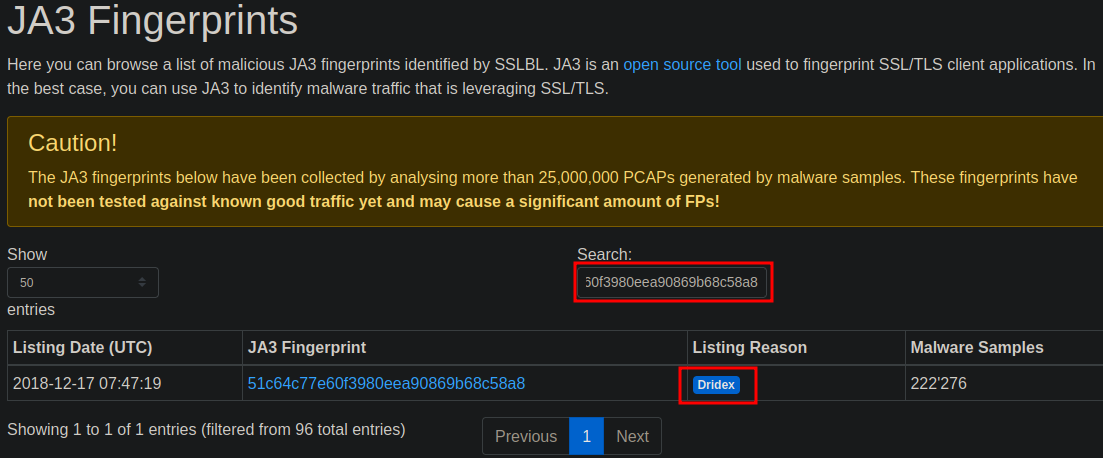 JA3 Fingerprints
Here you can browse a list of malicious JA3 fingerprints identified by SSLBL. JA3 is an open source tool used to fingerprint SSL/TLS client applications. In
the best case, you can use JA3 to identify malware traffic that is leveraging SSL/TLS.
Caution!
The JA3 fingerprints below have been collected by analysing more than 25,000,000 PCAPs generated by malware samples. These fingerprints have
not been tested against known good traffic yet and may cause a significant amount of FPs!
Show
50
entries
Search:
60f3980eea90869b68c58a8
Listing Date (UTC) JA3 Fingerprint Listing Reason Malware Samples
2018-12-17 07:47:19 51c64c77e60f3980eea90869b68c58a8 Dridex 222'276
Showing 1 to 1 of 1 entries (filtered from 96 total entries)
Previous 1 Next